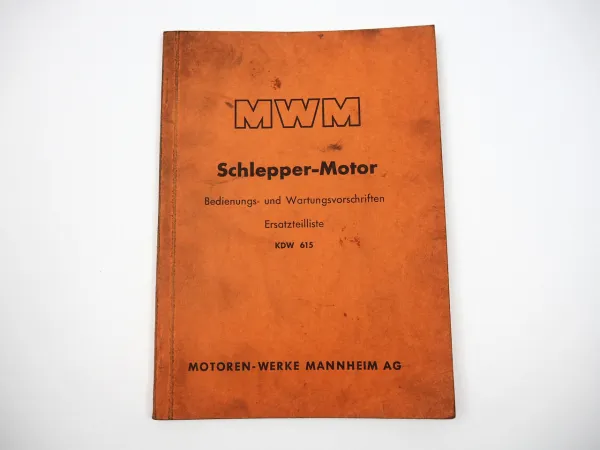 MWM
Schlepper-Motor
Bedienungs- und Wartungsvorschriften
Ersatzteilliste
KDW 615
MOTOREN-WERKE MANNHEIM AG